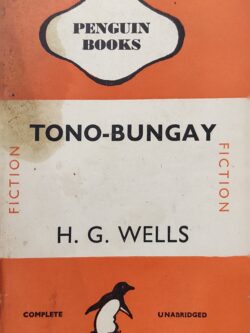 PENGUIN
BOOKS
TONO-BUNGAY
FICTION
FICTION
H. G. WELLS
COMPLETE UNABRIDGED